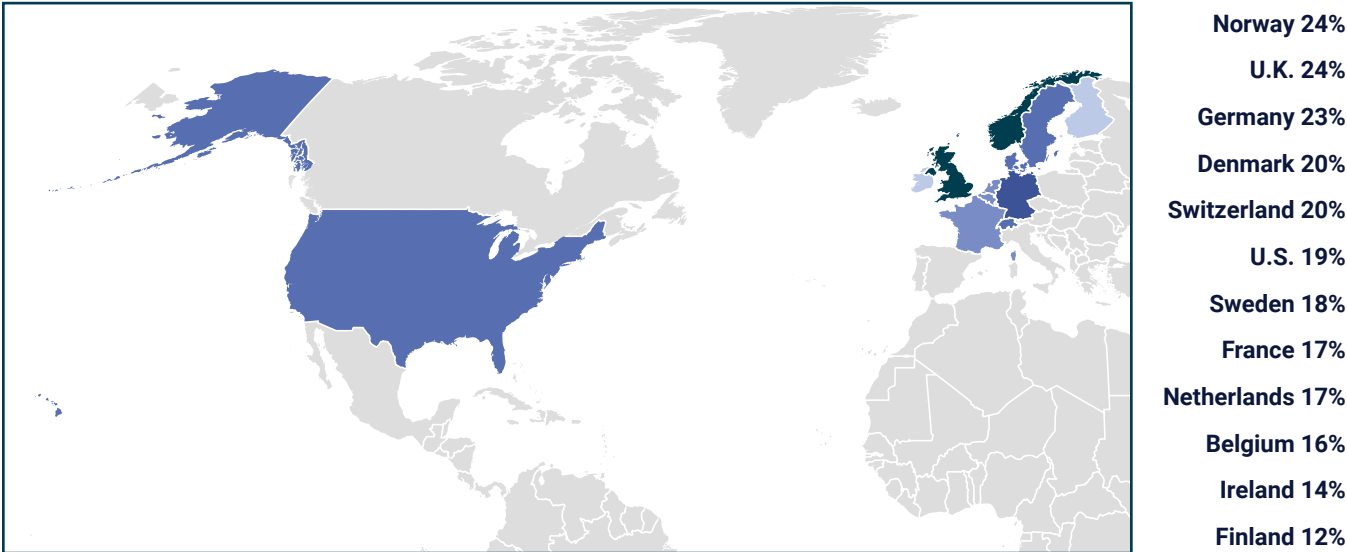 Norway 24%
U.K. 24%
Germany 23%
Denmark 20%
Switzerland 20%
U.S. 19%
Sweden 18%
France 17%
Netherlands 17%
Belgium 16%
Ireland 14%
Finland 12%